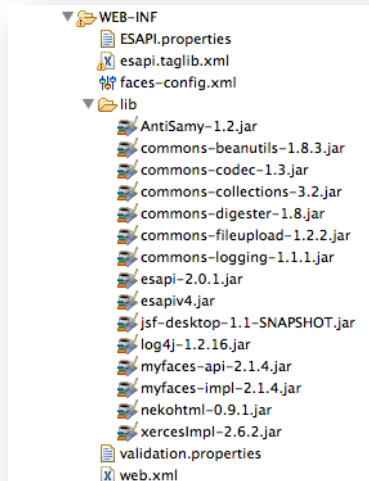 WEB-INF
ESAPI.properties
esapi.taglib.xml
faces-config.xml
lib
AntiSamy-1.2.jar
commons-beanutils-1.8.3.jar
commons-codec-1.3.jar
commons-collections-3.2.jar
commons-digester-1.8.jar
commons-fileupload-1.2.2.jar
commons-logging-1.1.1.jar
esapi-2.0.1.jar
esapiv4.jar
jsf-desktop-1.1-SNAPSHOT.jar
log4j-1.2.16.jar
myfaces-api-2.1.4.jar
myfaces-impl-2.1.4.jar
nekohtml-0.9.1.jar
xercesImpl-2.6.2.jar
validation.properties
web.xml